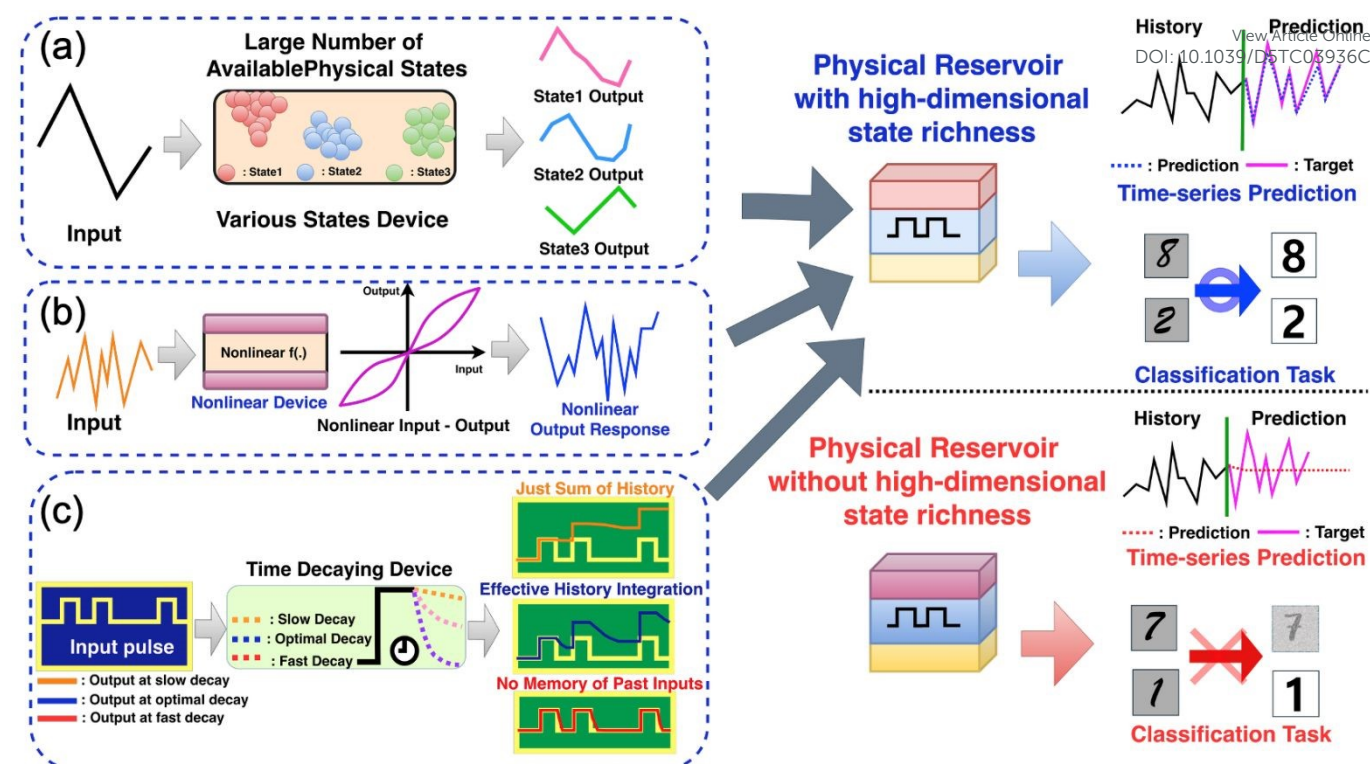 (a)
Large Number of
AvailablePhysical States
: State1
: State2
: State3
Various States Device
Input
State1 Output
State2 Output
State3 Output
(b)
Input
Nonlinear f(.)
Nonlinear Device
Output
Input
Nonlinear Input - Output
Nonlinear
Output Response
(c)
Input pulse
: Output at slow decay
: Output at optimal decay
: Output at fast decay
Time Decaying Device
: Slow Decay
: Optimal Decay
: Fast Decay
Just Sum of History
Effective History Integration
No Memory of Past Inputs
Physical Reservoir
with high-dimensional
state richness
History
Prediction
View Article Online
DOI: 10.1039/D5TC03936C
: Prediction
: Target
Time-series Prediction
8
8
2
2
Classification Task
Physical Reservoir
without high-dimensional
state richness
History
Prediction
: Prediction
: Target
Time-series Prediction
7
7
1
1
Classification Task